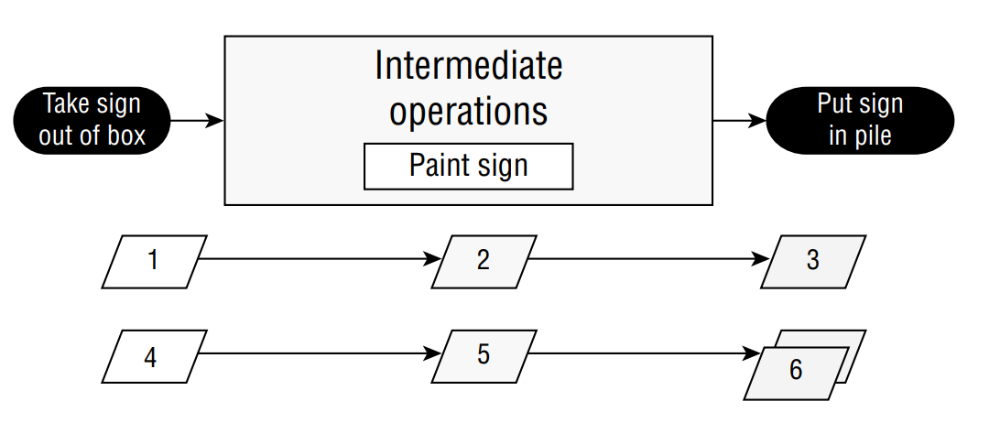 Intermediate
operations
Take sign
out of box
Paint sign
Put sign
in pile
1
2
3
4
5
6